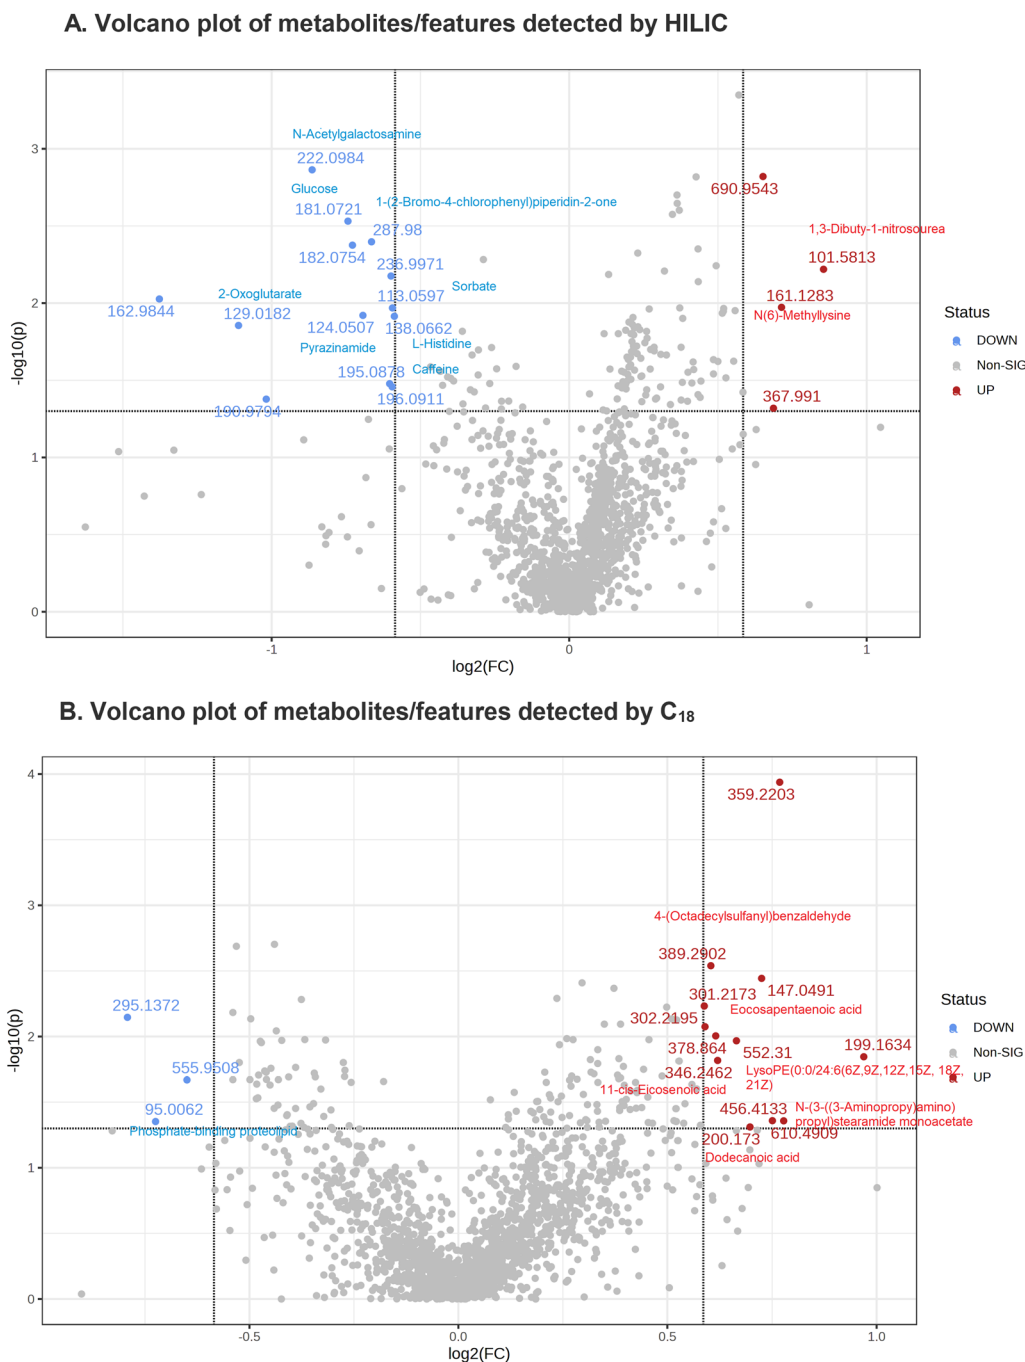 A. Volcano plot of metabolites/features detected by HILIC
N-Acetylgalactosamine
222.0984
Glucose
181.0721
1-(2-Bromo-4-chlorophenyl)piperidin-2-one
287.98
182.0754
236.9971
113.0597
Sorbate
2-Oxoglutarate
162.9844
129.0182
124.0507
138.0662
Pyrazinamide
L-Histidine
195.0878
Caffeine
196.0911
190.9794
690.9543
1,3-Dibuty-1-nitrosourea
101.5813
161.1283
N(6)-Methyllysine
367.991
3
2
1
0
-log10(p)
-1
0
1
log2(FC)
Status
DOWN
Non-SIG
UP
B. Volcano plot of metabolites/features detected by C18
359.2203
4-(Octadecylsulfanyl)benzaldehyde
389.2902
147.0491
301.2173
Eocosapentaenoic acid
302.2195
295.1372
378.864
552.31
199.1634
555.9508
346.2462
LysoPE(0:0/24:6(6Z,9Z,12Z,15Z, 18Z,
21Z)
11-cis-Eicosenoic acid
95.0062
456.4133
N-(3-((3-Aminopropy)amino)
propyl)stearamide monoacetate
Phosphate-binding proteolipid
200.173
610.4909
Dodecanoic acid
4
3
2
1
0
-log10(p)
-0.5
0.0
0.5
1.0
log2(FC)
Status
DOWN
Non-SIG
UP